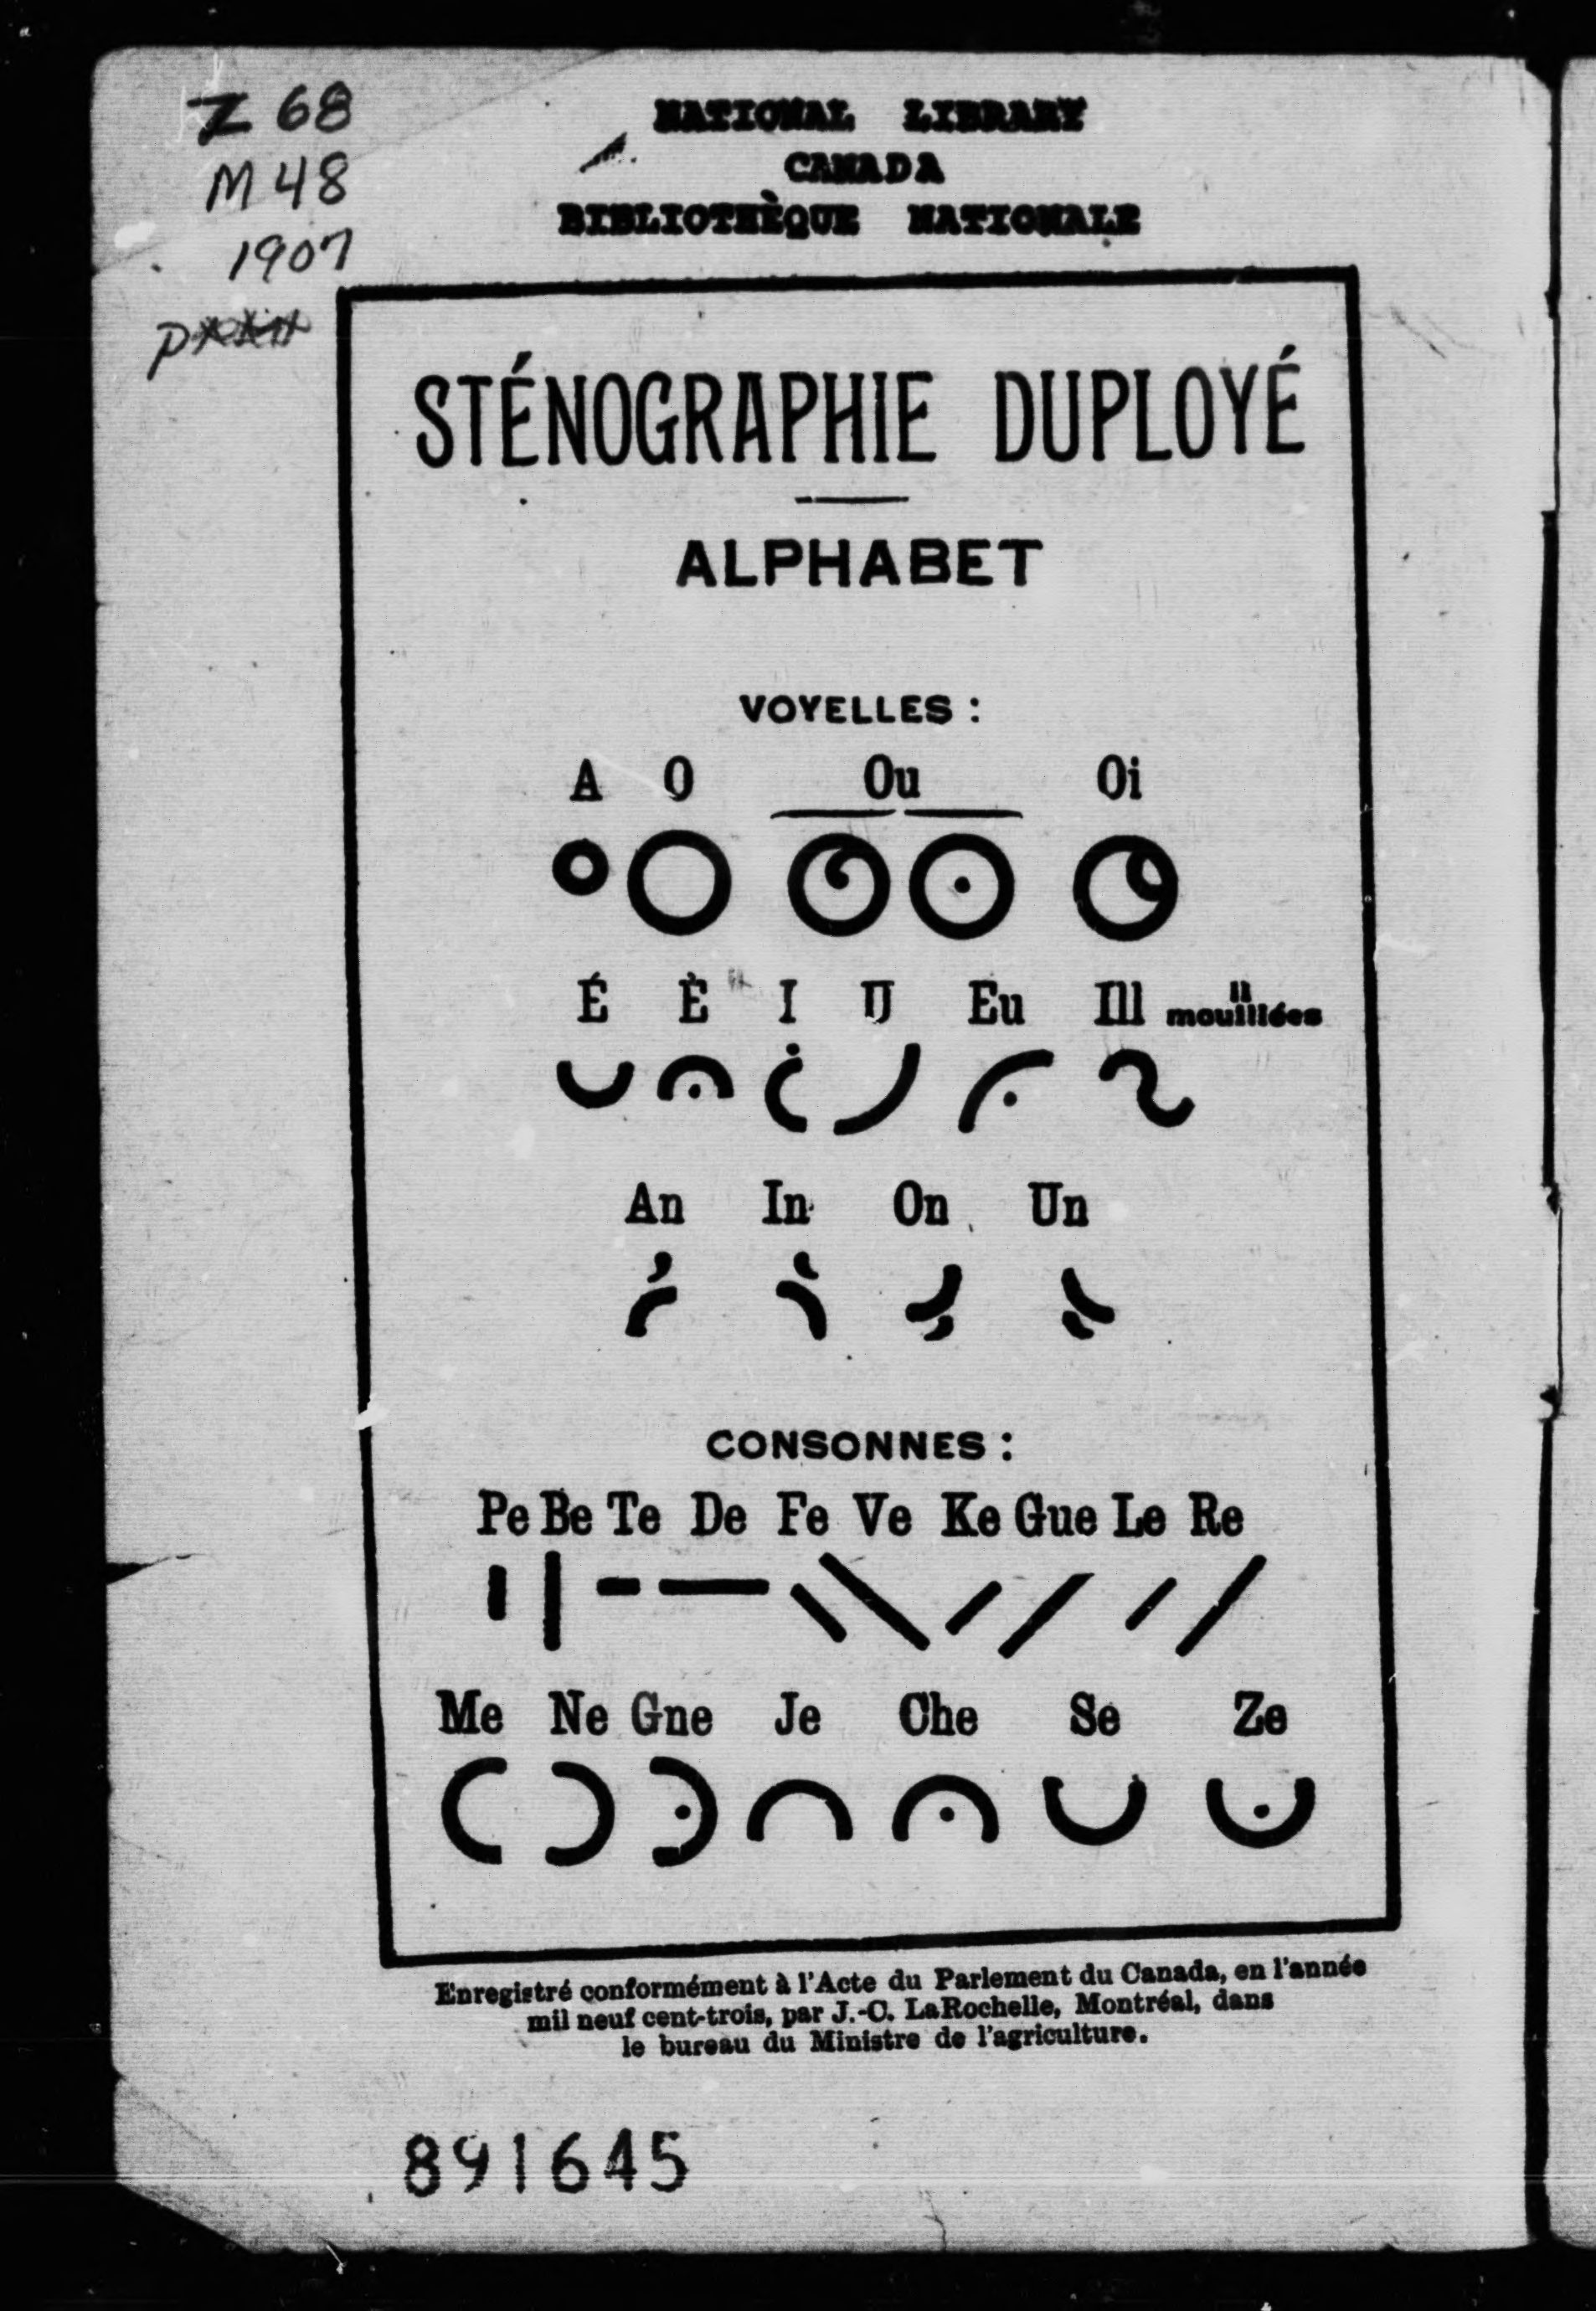 Z 68
M 48
1907
NATIONAL LIBRARY
CANADA
BIBLIOTHÈQUE NATIONALE
STÉNOGRAPHIE DUPLOYÉ
ALPHABET
VOYELLES :
A O Ou Oi
É È I U Eu Ill ll mouillées
An In On Un
CONSONNES :
Pe Be Te De Fe Ve Ke Gue Le Re
Me Ne Gne Je Che Se Ze
Enregistré conformément à l'Acte du Parlement du Canada, en l'année
mil neuf cent-trois, par J.-C. LaRochelle, Montréal, dans
le bureau du Ministre de l'agriculture.
891645